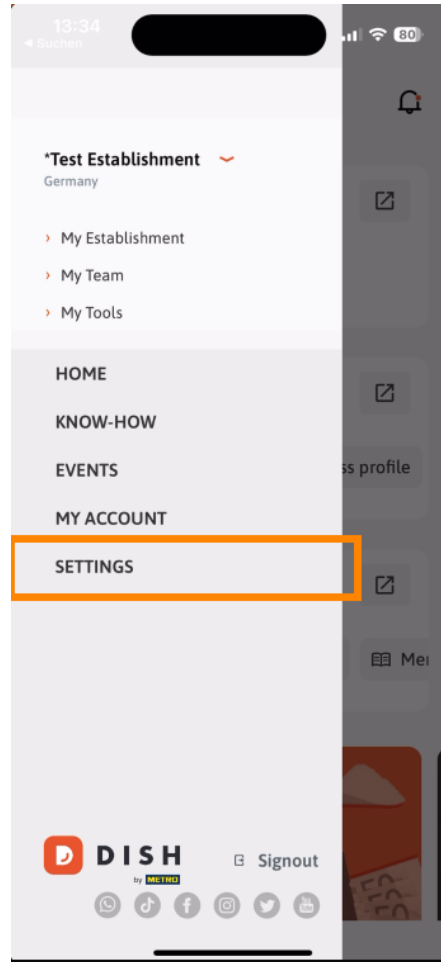 13:34
◂ Suchen
80
*Test Establishment
Germany
My Establishment
My Team
My Tools
HOME
KNOW-HOW
EVENTS
ss profile
MY ACCOUNT
SETTINGS
Me
DISH
by METRO
Signout